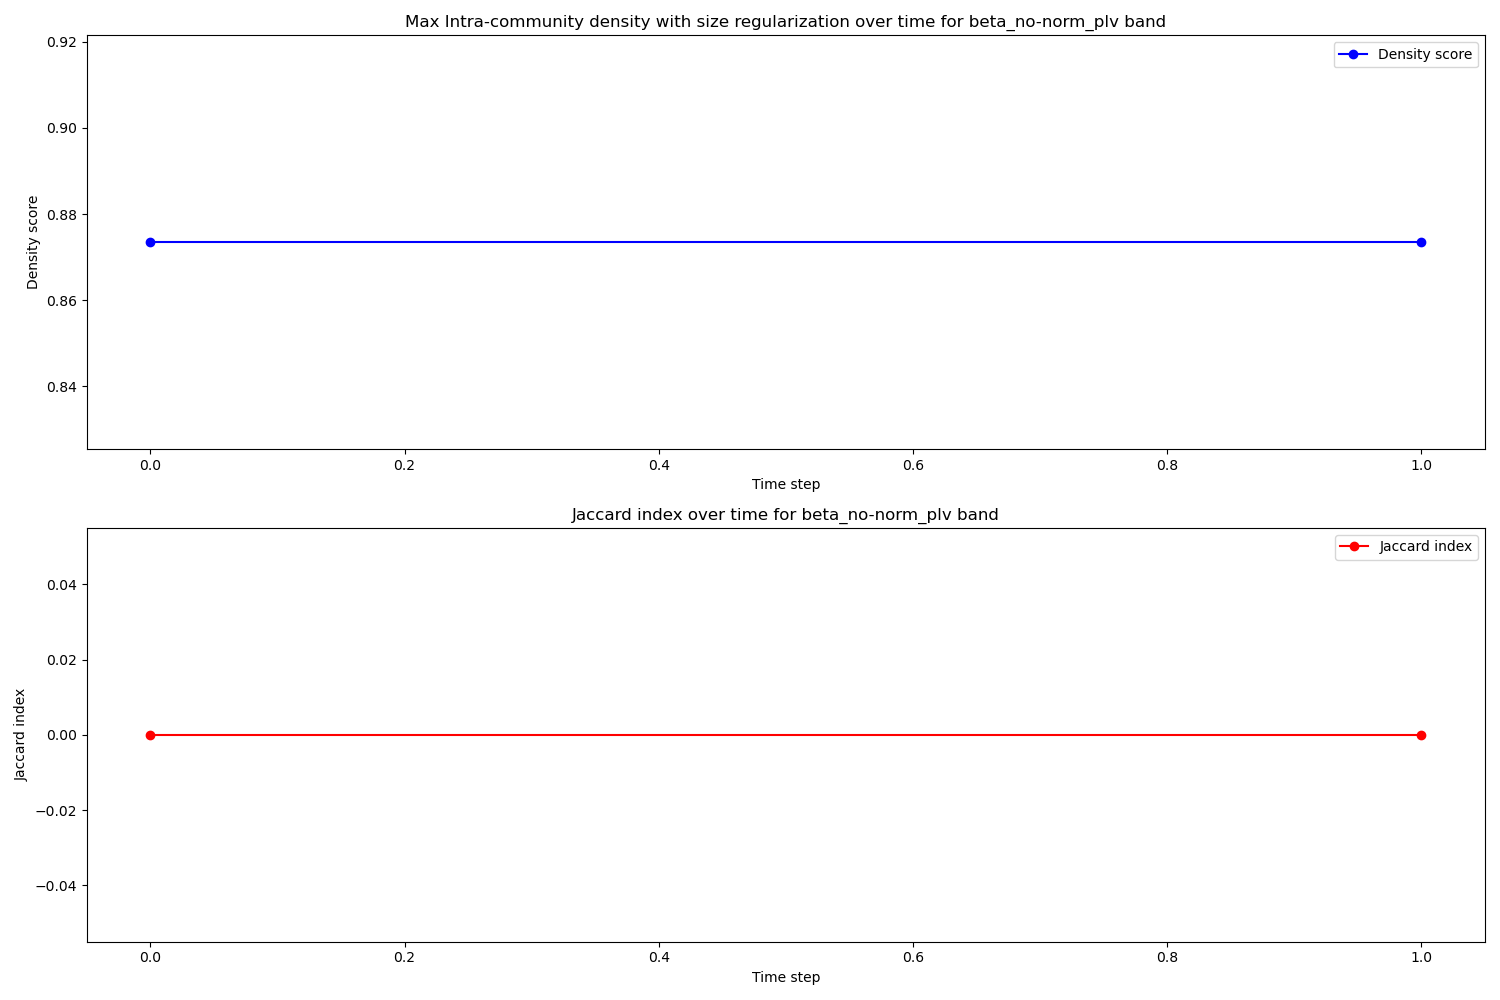 Max Intra-community density with size regularization over time for beta_no-norm_plv band
Density score
0.92
0.90
0.88
0.86
0.84
Density score
0.0 0.2 0.4 0.6 0.8 1.0
Time step
Jaccard index over time for beta_no-norm_plv band
Jaccard index
0.04
0.02
0.00
−0.02
−0.04
Jaccard index
0.0 0.2 0.4 0.6 0.8 1.0
Time step